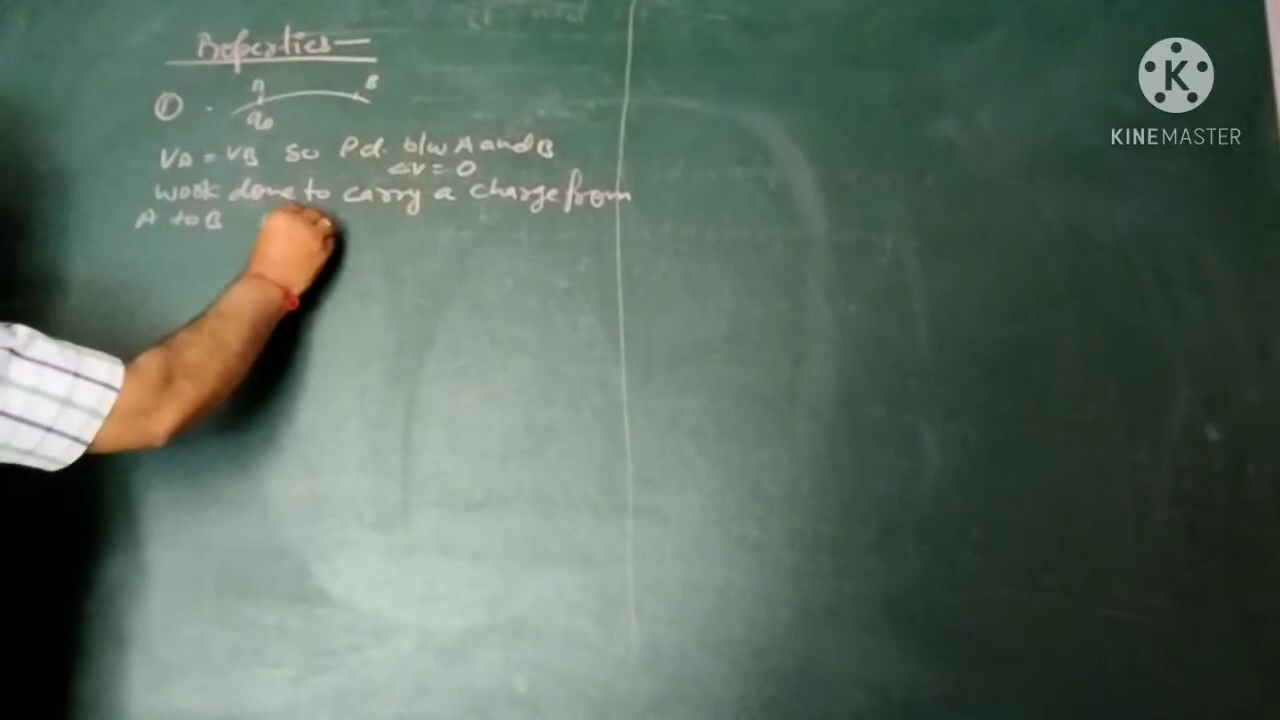 Properties —
① . A B
q₀
VA = VB So P.d. b/w A and B
ΔV = 0
work done to carry a charge from
A to B
K
KINEMASTER